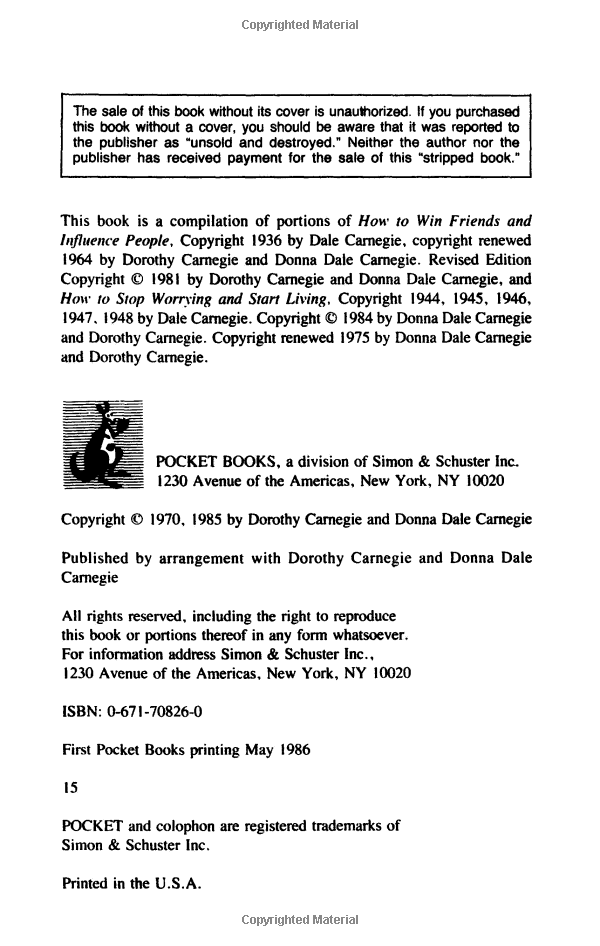 Copyrighted Material
The sale of this book without its cover is unauthorized. If you purchased
this book without a cover, you should be aware that it was reported to
the publisher as "unsold and destroyed." Neither the author nor the
publisher has received payment for the sale of this "stripped book."
This book is a compilation of portions of How to Win Friends and
Influence People, Copyright 1936 by Dale Carnegie, copyright renewed
1964 by Dorothy Carnegie and Donna Dale Carnegie. Revised Edition
Copyright © 1981 by Dorothy Carnegie and Donna Dale Carnegie, and
How to Stop Worrying and Start Living, Copyright 1944, 1945, 1946,
1947, 1948 by Dale Carnegie. Copyright © 1984 by Donna Dale Carnegie
and Dorothy Carnegie. Copyright renewed 1975 by Donna Dale Carnegie
and Dorothy Carnegie.
POCKET BOOKS, a division of Simon & Schuster Inc.
1230 Avenue of the Americas, New York, NY 10020
Copyright © 1970, 1985 by Dorothy Carnegie and Donna Dale Carnegie
Published by arrangement with Dorothy Carnegie and Donna Dale
Carnegie
All rights reserved, including the right to reproduce
this book or portions thereof in any form whatsoever.
For information address Simon & Schuster Inc.,
1230 Avenue of the Americas, New York, NY 10020
ISBN: 0-671-70826-0
First Pocket Books printing May 1986
15
POCKET and colophon are registered trademarks of
Simon & Schuster Inc.
Printed in the U.S.A.
Copyrighted Material